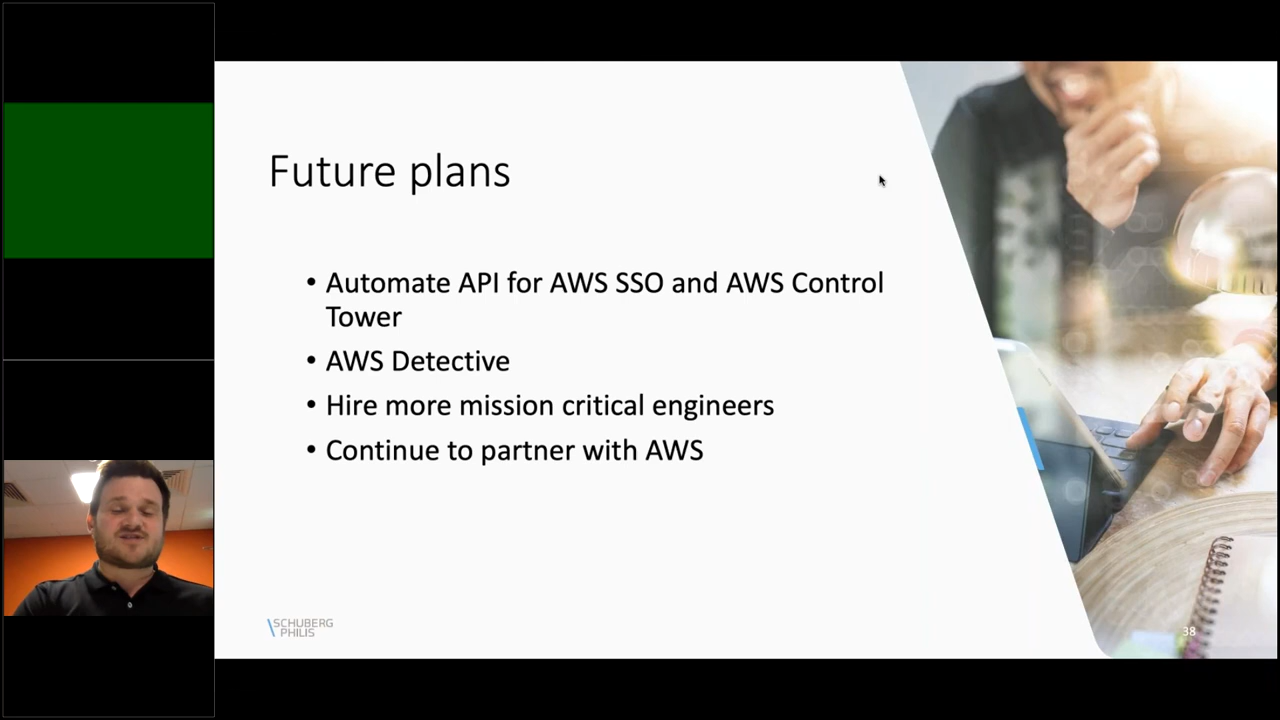 Future plans
• Automate API for AWS SSO and AWS Control
Tower
• AWS Detective
• Hire more mission critical engineers
• Continue to partner with AWS
SCHUBERG
PHILIS
38